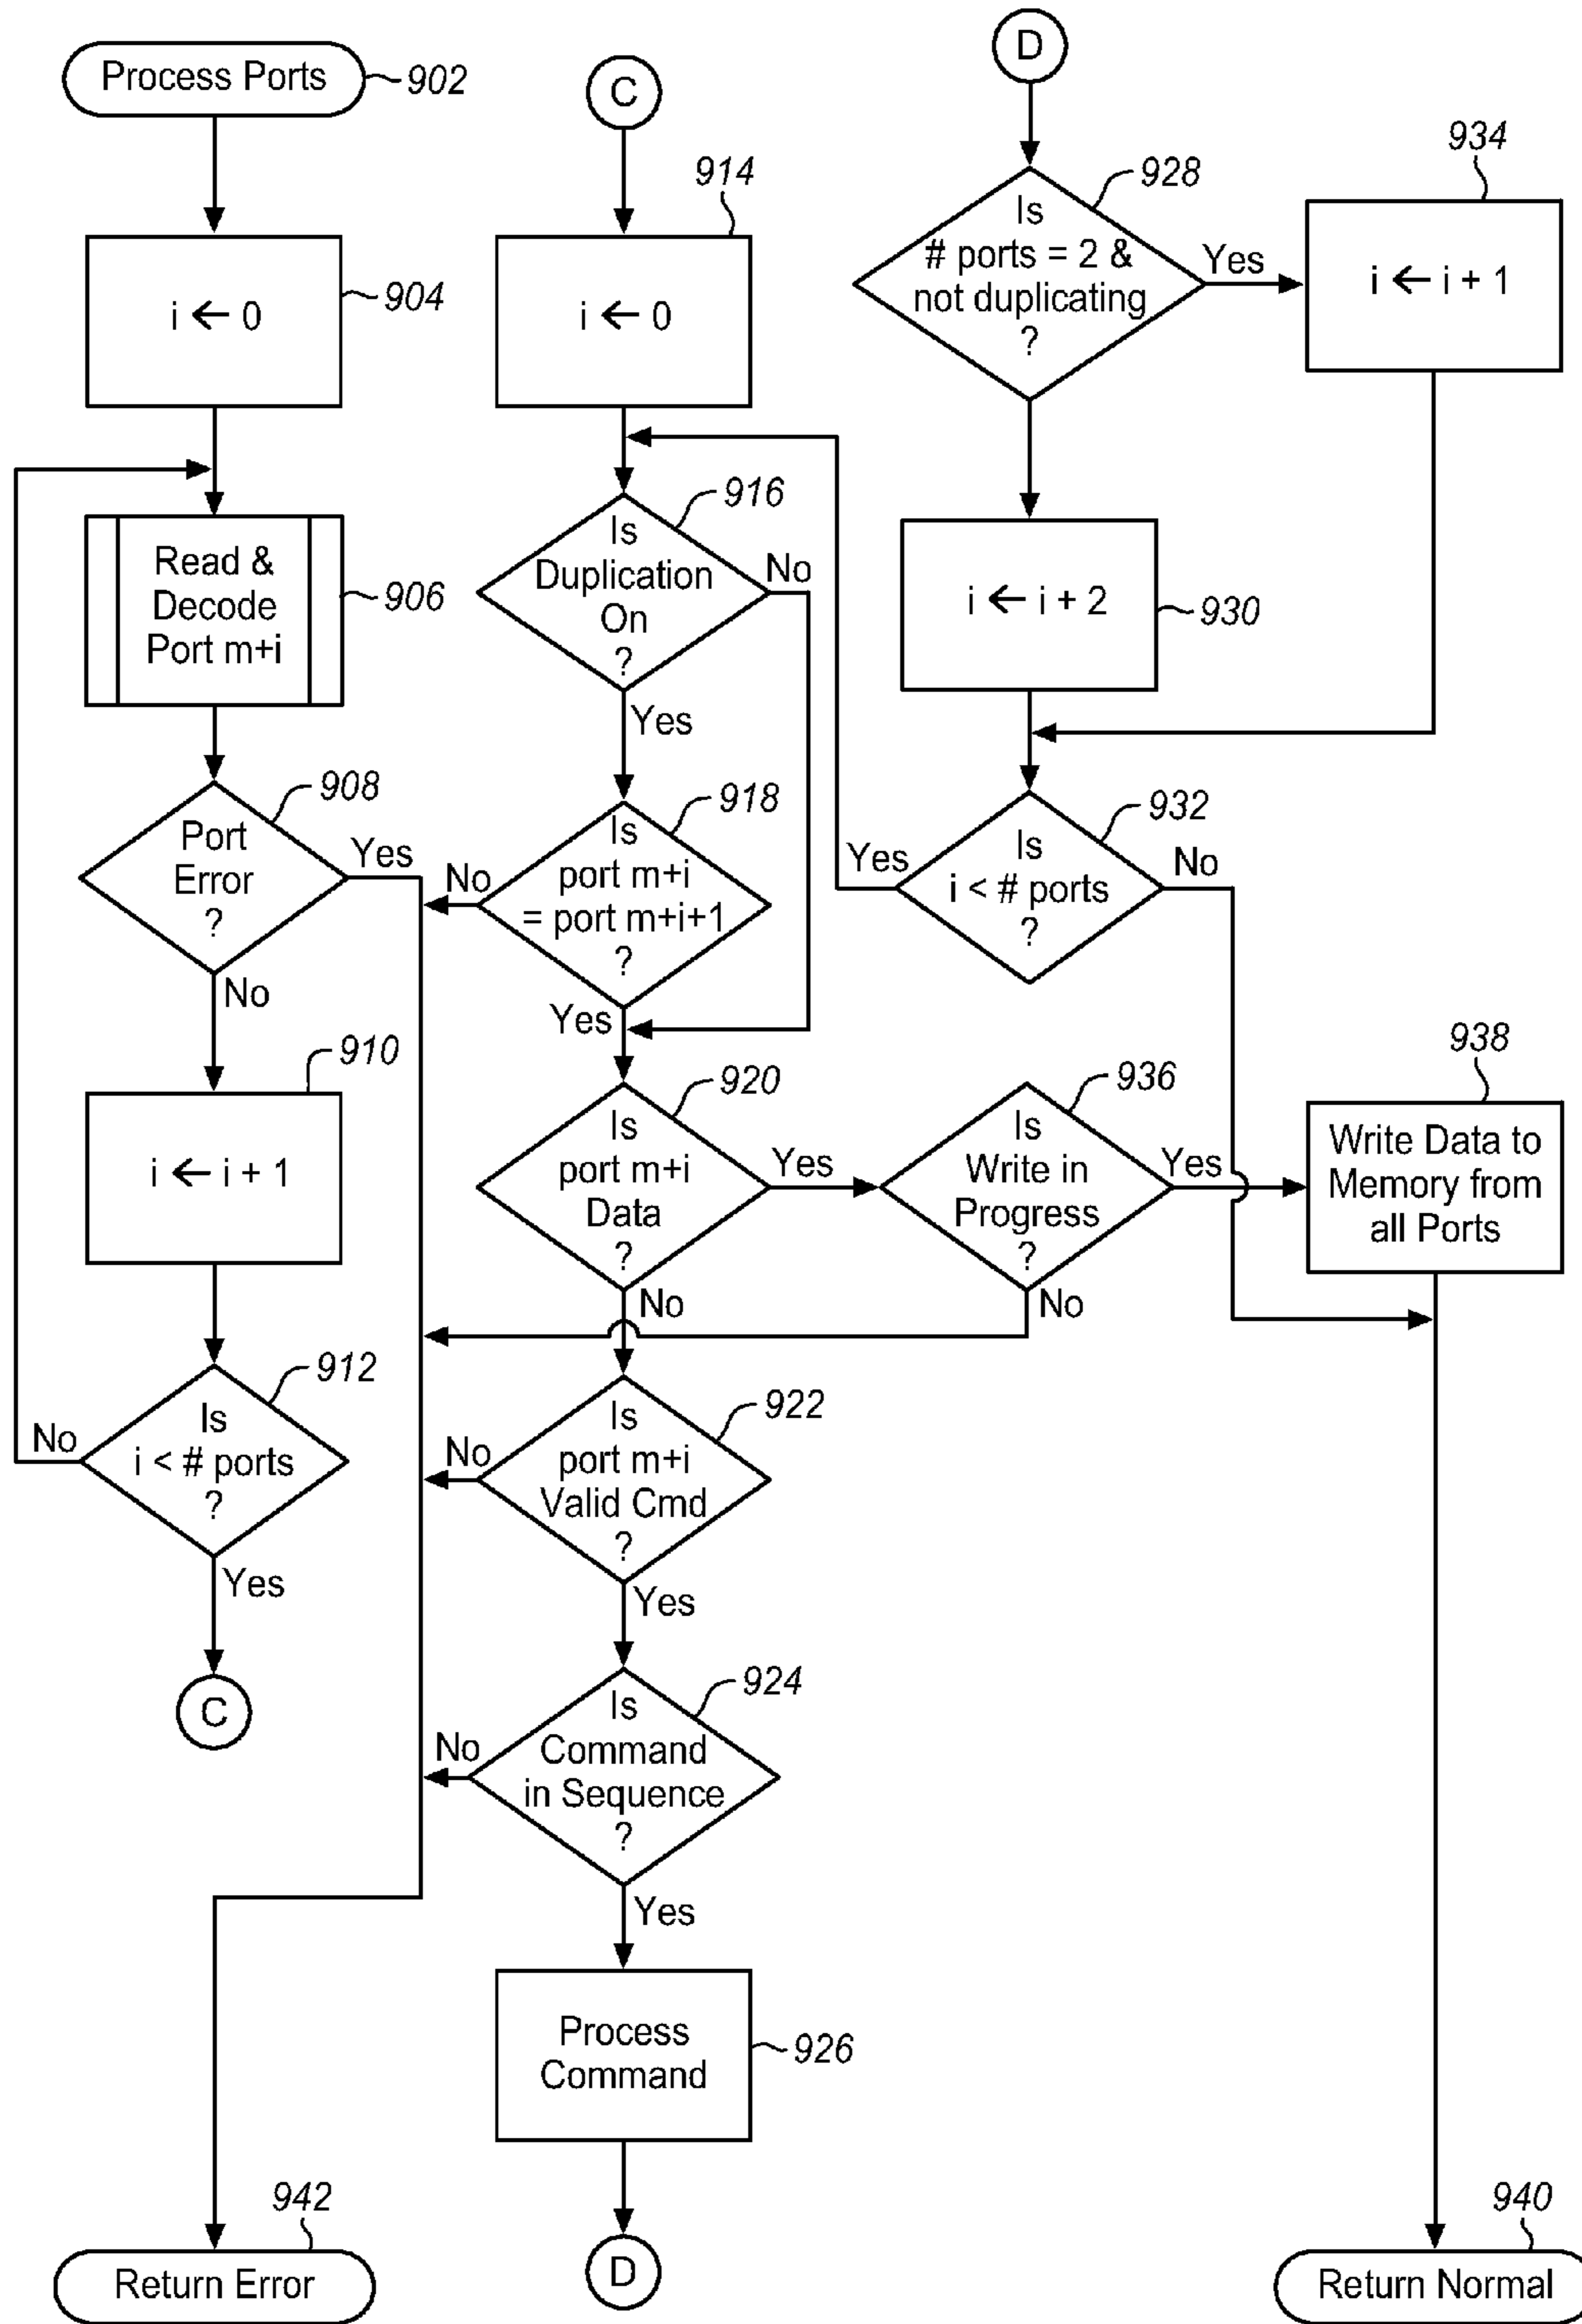 Process Ports
902
i ← 0
904
Read &
Decode
Port m+i
906
908
Port
Error
?
Yes
No
910
i ← i + 1
912
Is
i < # ports
?
No
Yes
C
C
914
i ← 0
916
Is
Duplication
On
?
No
Yes
918
Is
port m+i
= port m+i+1
?
No
Yes
920
Is
port m+i
Data
?
Yes
No
922
Is
port m+i
Valid Cmd
?
No
Yes
924
Is
Command
in Sequence
?
No
Yes
Process
Command
926
D
D
928
Is
# ports = 2 &
not duplicating
?
Yes
934
i ← i + 1
i ← i + 2
930
932
Is
i < # ports
?
Yes
No
936
Is
Write in
Progress
?
Yes
No
938
Write Data to
Memory from
all Ports
942
Return Error
940
Return Normal